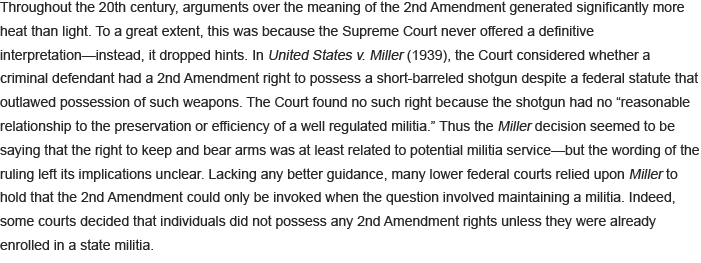 Throughout the 20th century, arguments over the meaning of the 2nd Amendment generated significantly more
heat than light. To a great extent, this was because the Supreme Court never offered a definitive
interpretation—instead, it dropped hints. In United States v. Miller (1939), the Court considered whether a
criminal defendant had a 2nd Amendment right to possess a short-barreled shotgun despite a federal statute that
outlawed possession of such weapons. The Court found no such right because the shotgun had no “reasonable
relationship to the preservation or efficiency of a well regulated militia.” Thus the Miller decision seemed to be
saying that the right to keep and bear arms was at least related to potential militia service—but the wording of the
ruling left its implications unclear. Lacking any better guidance, many lower federal courts relied upon Miller to
hold that the 2nd Amendment could only be invoked when the question involved maintaining a militia. Indeed,
some courts decided that individuals did not possess any 2nd Amendment rights unless they were already
enrolled in a state militia.